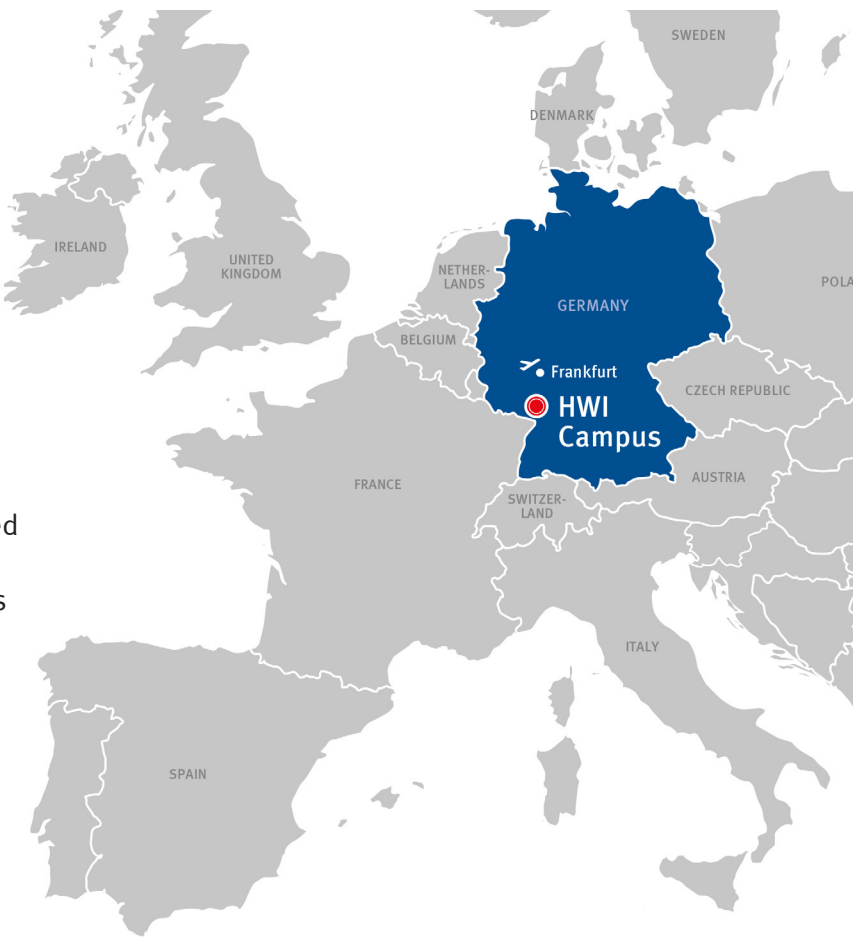 SWEDEN
DENMARK
IRELAND
UNITED
KINGDOM
NETHER-
LANDS
POLA
GERMANY
BELGIUM
Frankfurt
CZECH REPUBLIC
HWI
Campus
FRANCE
AUSTRIA
SWITZER-
LAND
ed
s
ITALY
SPAIN